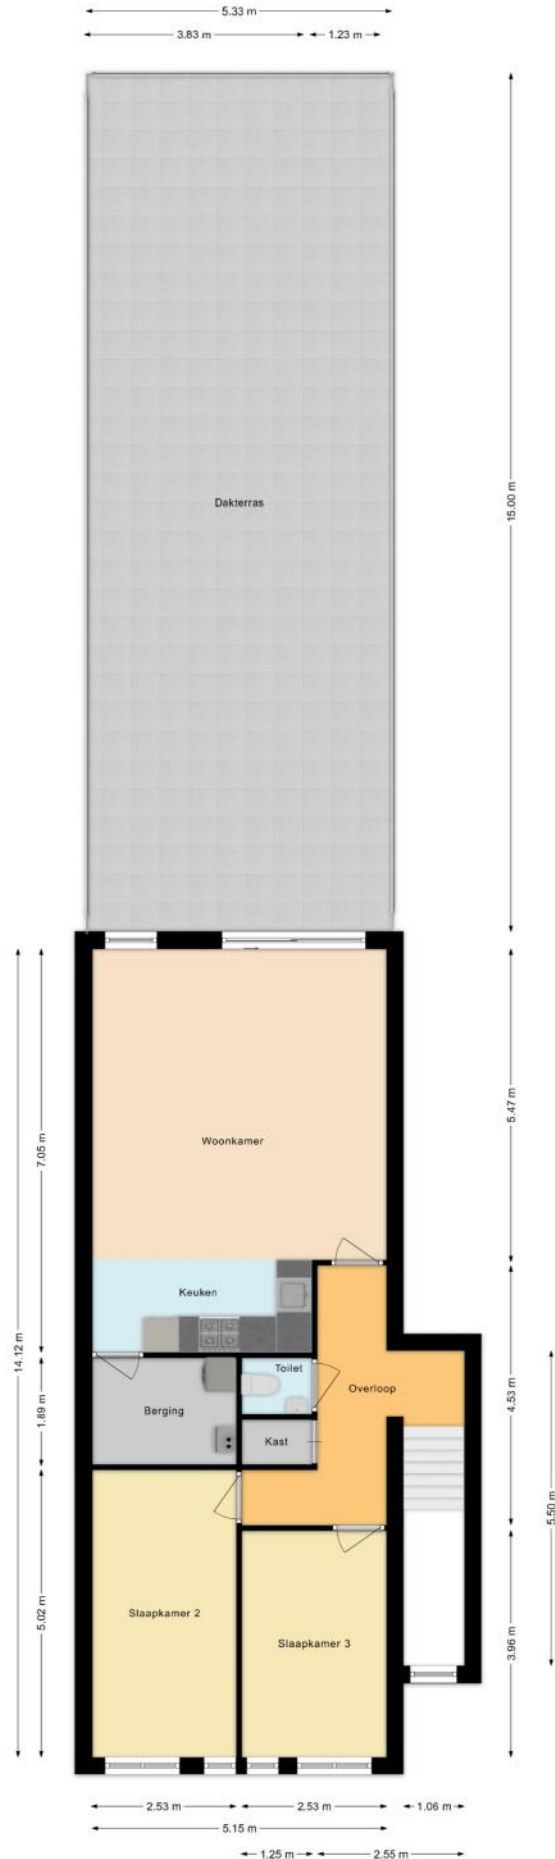 5.33 m
3.83 m
1.23 m
15.00 m
Dakterras
14.12 m
7.05 m
5.47 m
Woonkamer
Keuken
Toilet
Overloop
4.53 m
Berging
1.89 m
Kast
5.50 m
Slaapkamer 2
5.02 m
Slaapkamer 3
3.96 m
2.53 m
2.53 m
1.06 m
5.15 m
1.25 m
2.55 m